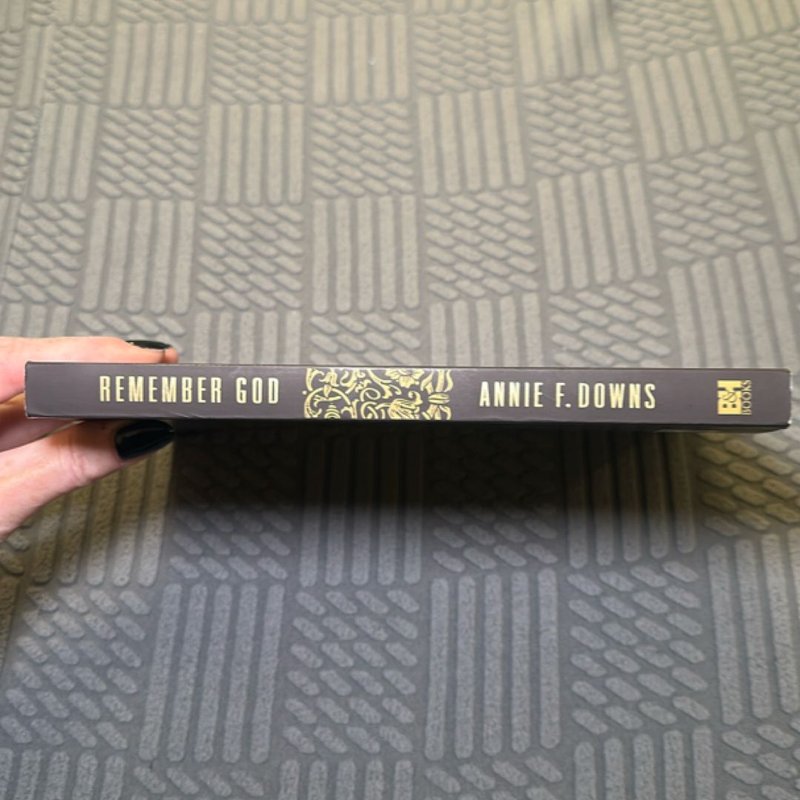 REMEMBER GOD
ANNIE F. DOWNS
B&H
BOOKS